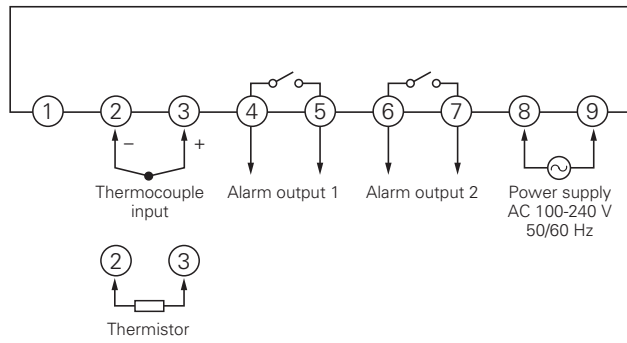 1 2 3 4 5 6 7 8 9
− +
Thermocouple
input
Alarm output 1
Alarm output 2
Power supply
AC 100-240 V
50/60 Hz
2 3
Thermistor